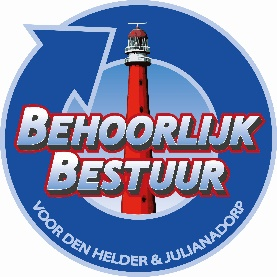 BEHOORLIJK
BESTUUR
VOOR DEN HELDER & JULIANADORP